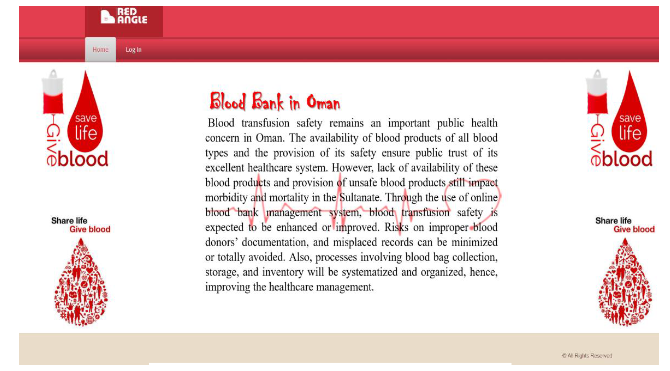 RED
ANGLE
Home
Log In
save
life
Give
blood
save
life
Give
blood
Blood Bank in Oman
Blood transfusion safety remains an important public health
concern in Oman. The availability of blood products of all blood
types and the provision of its safety ensure public trust of its
excellent healthcare system. However, lack of availability of these
blood products and provision of unsafe blood products still impact
morbidity and mortality in the Sultanate. Through the use of online
blood bank management system, blood transfusion safety is
expected to be enhanced or improved. Risks on improper blood
donors’ documentation, and misplaced records can be minimized
or totally avoided. Also, processes involving blood bag collection,
storage, and inventory will be systematized and organized, hence,
improving the healthcare management.
Share life
Give blood
Share life
Give blood
© All Rights Reserved